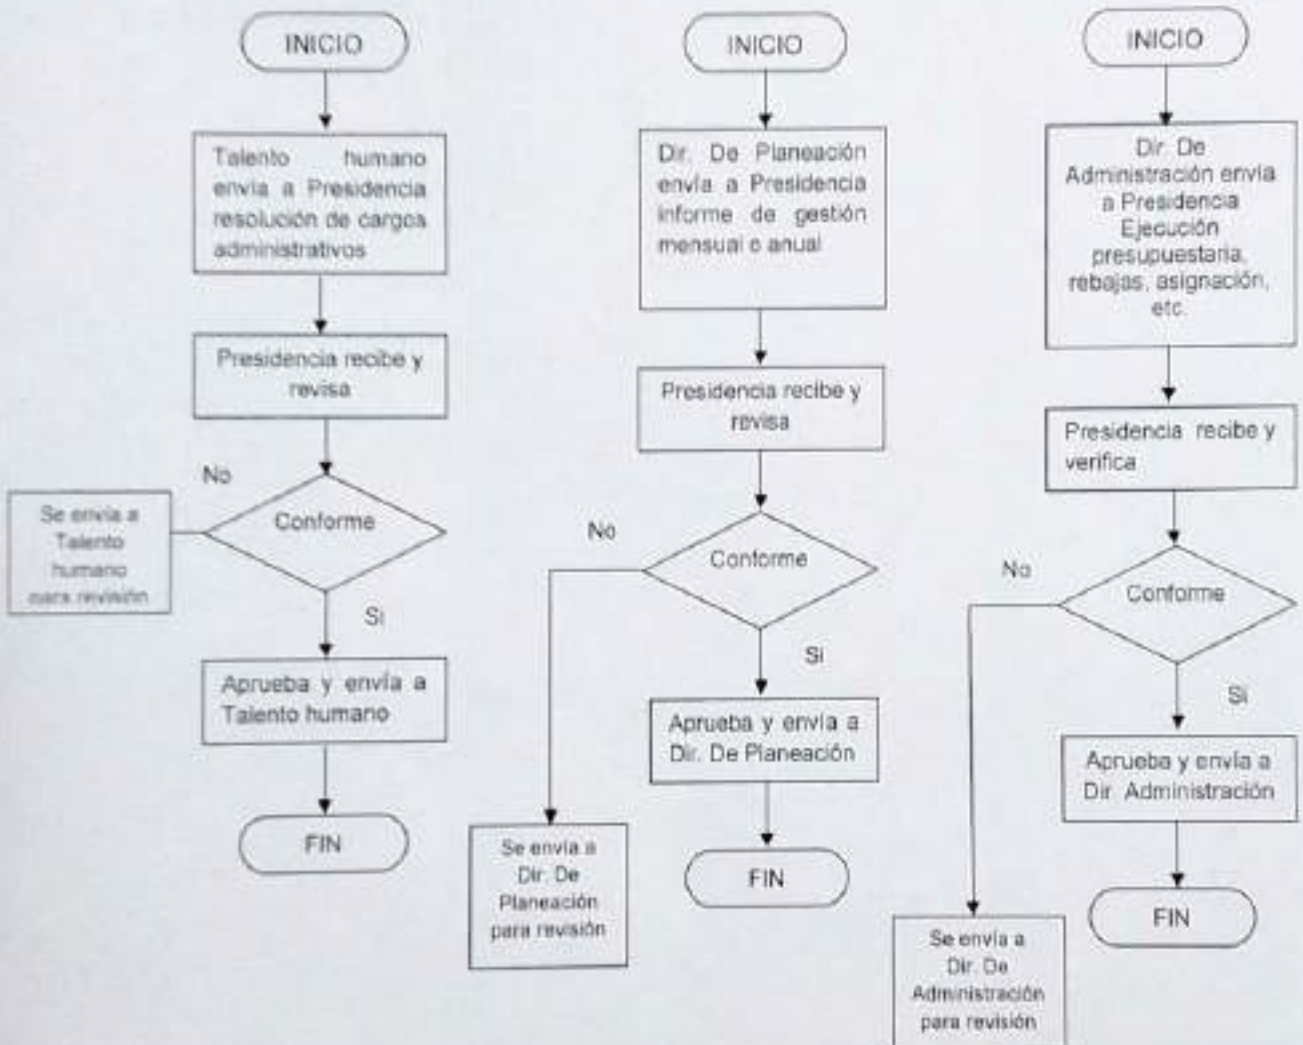 INICIO
Talento humano
envía a Presidencia
resolución de cargos
administrativos
Presidencia recibe y
revisa
No
Conforme
Se envía a
Talento
humano
para revisión
Si
Aprueba y envía a
Talento humano
FIN
INICIO
Dir. De Planeación
envía a Presidencia
informe de gestión
mensual o anual
Presidencia recibe y
revisa
No
Conforme
Si
Aprueba y envía a
Dir. De Planeación
Se envía a
Dir. De
Planeación
para revisión
FIN
INICIO
Dir. De
Administración envía
a Presidencia
Ejecución
presupuestaria,
rebajas, asignación,
etc.
Presidencia recibe y
verifica
No
Conforme
Si
Aprueba y envía a
Dir Administración
FIN
Se envía a
Dir. De
Administración
para revisión